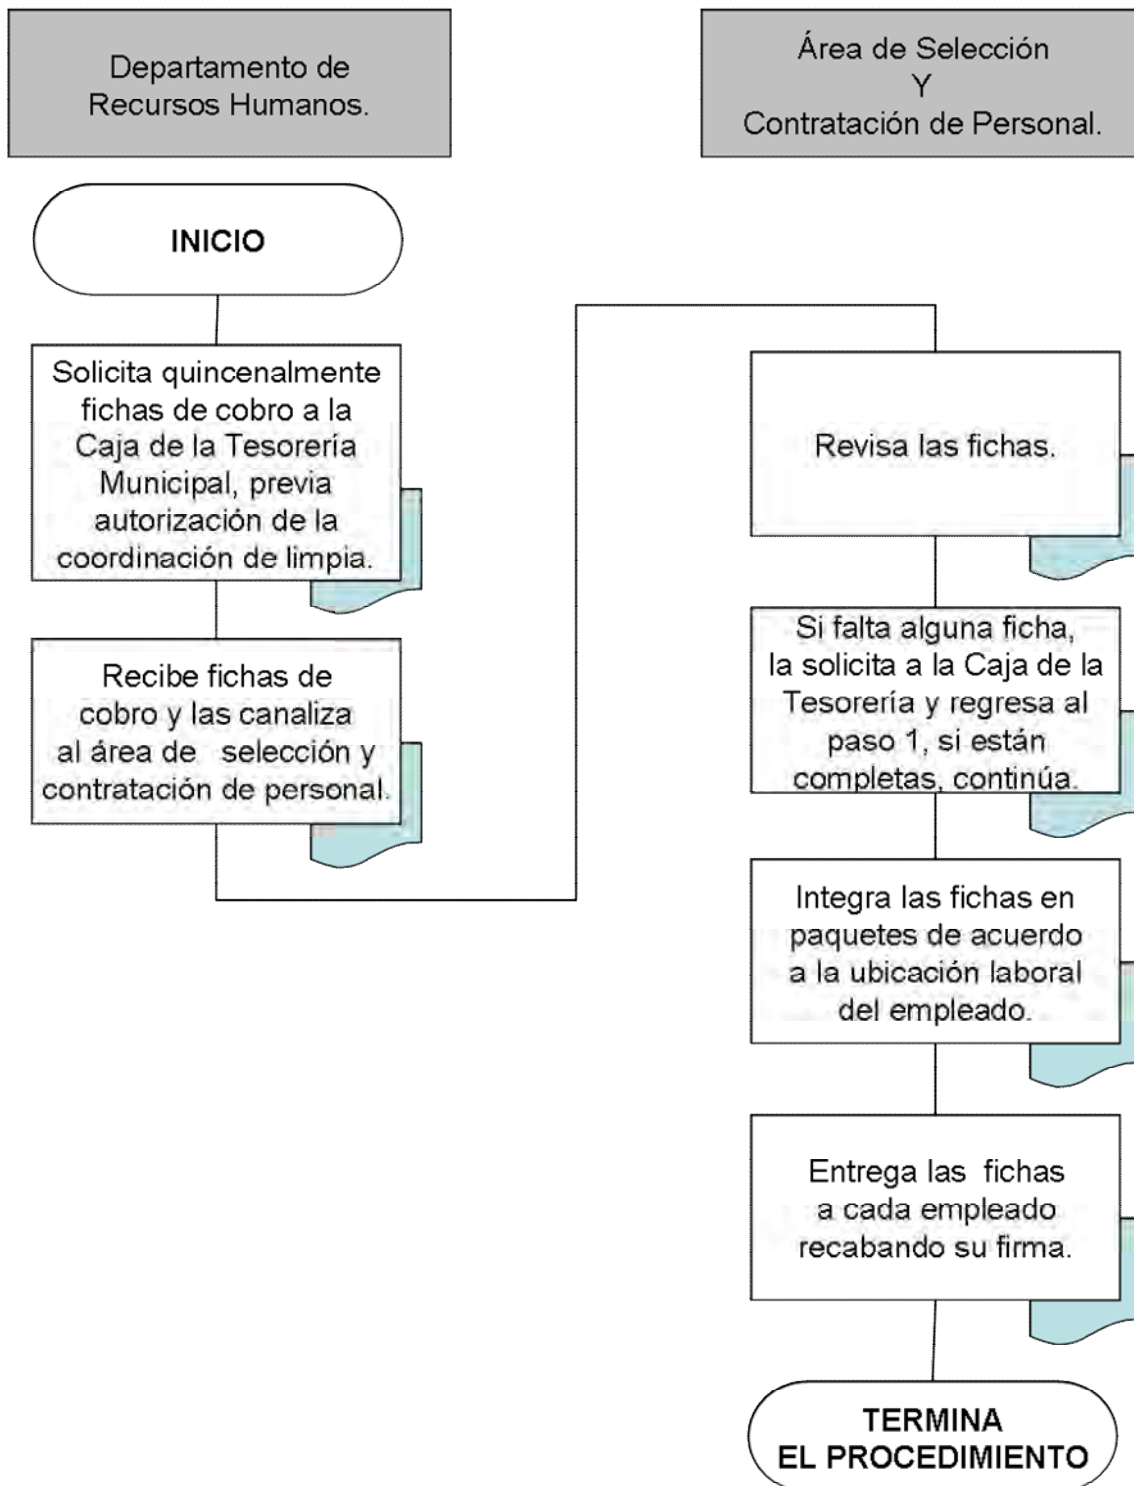 Departamento de
Recursos Humanos.
Área de Selección
Y
Contratación de Personal.
INICIO
Solicita quincenalmente
fichas de cobro a la
Caja de la Tesorería
Municipal, previa
autorización de la
coordinación de limpia.
Recibe fichas de
cobro y las canaliza
al área de selección y
contratación de personal.
Revisa las fichas.
Si falta alguna ficha,
la solicita a la Caja de la
Tesorería y regresa al
paso 1, si están
completas, continúa.
Integra las fichas en
paquetes de acuerdo
a la ubicación laboral
del empleado.
Entrega las fichas
a cada empleado
recabando su firma.
TERMINA
EL PROCEDIMIENTO